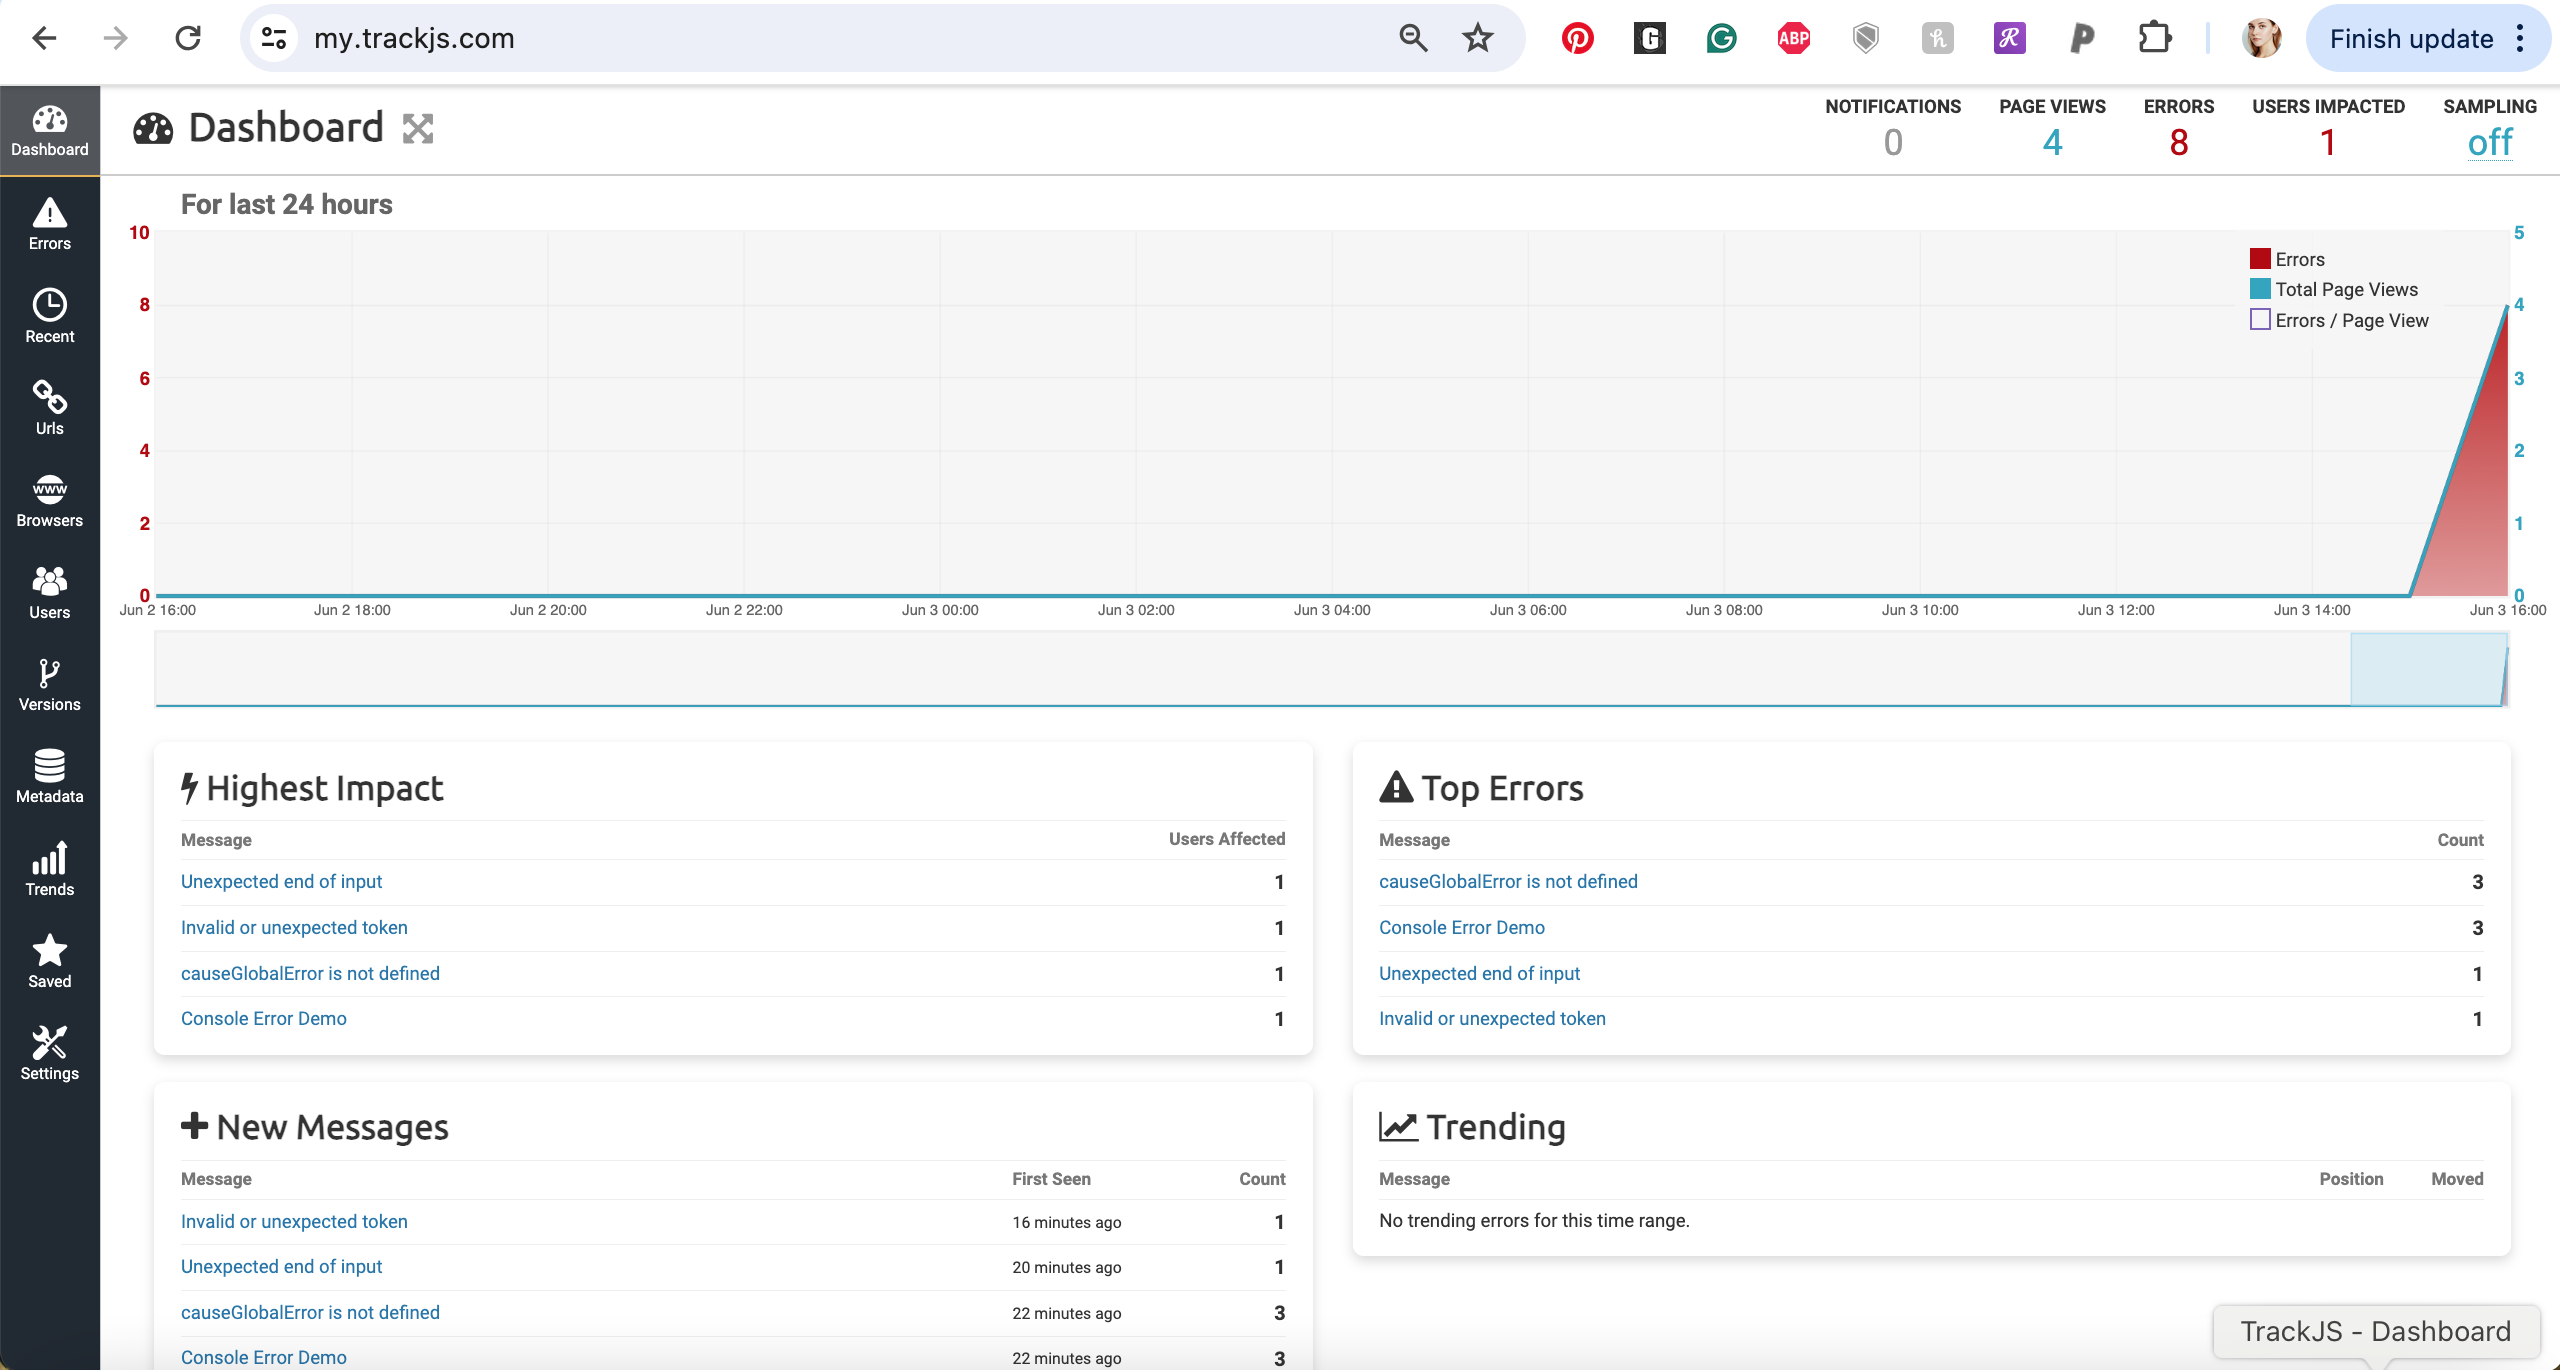 my.trackjs.com
G
G
ABP
h
R
P
Finish update
Dashboard
Errors
Recent
Urls
www
Browsers
Users
Versions
Metadata
Trends
Saved
Settings
Dashboard
NOTIFICATIONS PAGE VIEWS ERRORS USERS IMPACTED SAMPLING
0 4 8 1 off
For last 24 hours
10 5
Errors
Total Page Views
Errors / Page View
8 4
6 3
4 2
2 1
0 0
Jun 2 16:00 Jun 2 18:00 Jun 2 20:00 Jun 2 22:00 Jun 3 00:00 Jun 3 02:00 Jun 3 04:00 Jun 3 06:00 Jun 3 08:00 Jun 3 10:00 Jun 3 12:00 Jun 3 14:00 Jun 3 16:00
Highest Impact
Message Users Affected
Unexpected end of input 1
Invalid or unexpected token 1
causeGlobalError is not defined 1
Console Error Demo 1
Top Errors
Message Count
causeGlobalError is not defined 3
Console Error Demo 3
Unexpected end of input 1
Invalid or unexpected token 1
New Messages
Message First Seen Count
Invalid or unexpected token 16 minutes ago 1
Unexpected end of input 20 minutes ago 1
causeGlobalError is not defined 22 minutes ago 3
Console Error Demo 22 minutes ago 3
Trending
Message Position Moved
No trending errors for this time range.
TrackJS - Dashboard